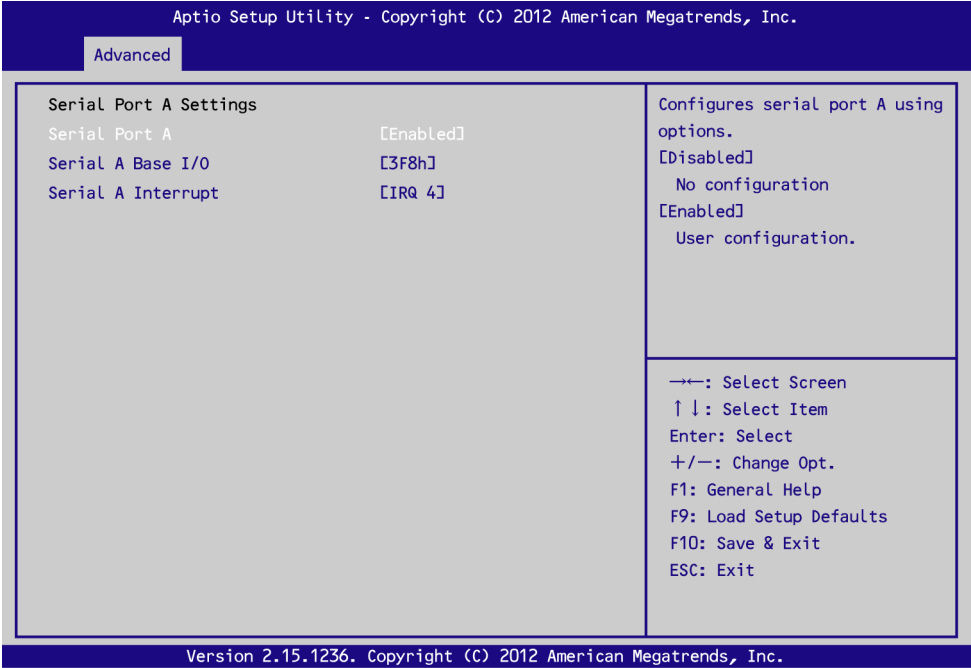 Aptio Setup Utility - Copyright (C) 2012 American Megatrends, Inc.
Advanced
Serial Port A Settings
Serial Port A [Enabled]
Serial A Base I/O [3F8h]
Serial A Interrupt [IRQ 4]
Configures serial port A using
options.
[Disabled]
No configuration
[Enabled]
User configuration.
→←: Select Screen
↑↓: Select Item
Enter: Select
+/−: Change Opt.
F1: General Help
F9: Load Setup Defaults
F10: Save & Exit
ESC: Exit
Version 2.15.1236. Copyright (C) 2012 American Megatrends, Inc.